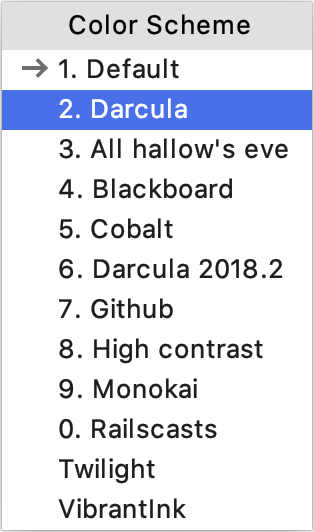 Color Scheme
→ 1. Default
2. Darcula
3. All hallow's eve
4. Blackboard
5. Cobalt
6. Darcula 2018.2
7. Github
8. High contrast
9. Monokai
0. Railscasts
Twilight
VibrantInk